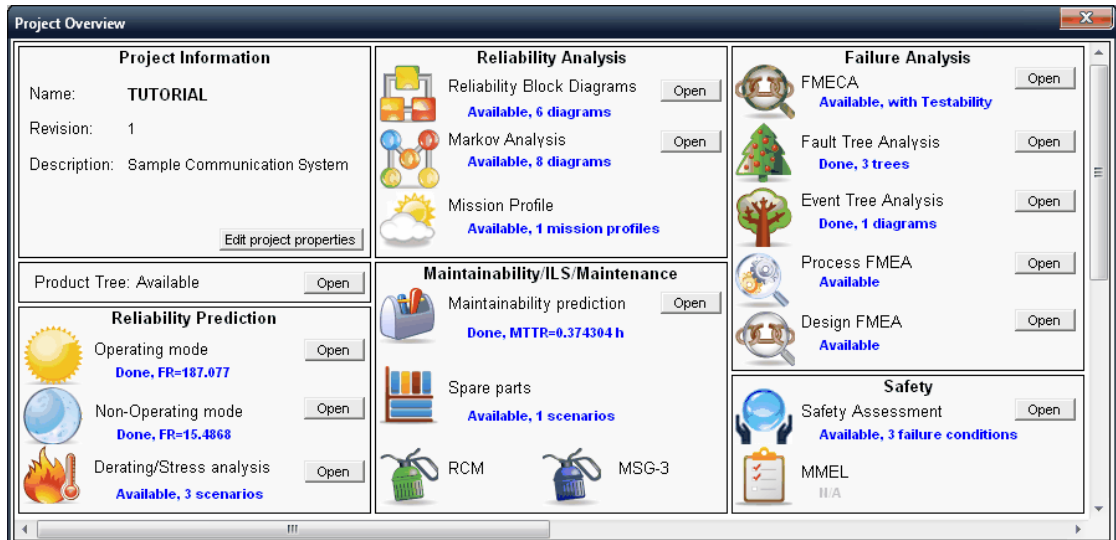 Project Overview
Project Information
Name: TUTORIAL
Revision: 1
Description: Sample Communication System
Edit project properties
Product Tree: Available Open
Reliability Prediction
Operating mode Open
Done, FR=187.077
Non-Operating mode Open
Done, FR=15.4868
Derating/Stress analysis Open
Available, 3 scenarios
Reliability Analysis
Reliability Block Diagrams Open
Available, 6 diagrams
Markov Analysis Open
Available, 8 diagrams
Mission Profile
Available, 1 mission profiles
Maintainability/ILS/Maintenance
Maintainability prediction Open
Done, MTTR=0.374304 h
Spare parts
Available, 1 scenarios
RCM MSG-3
Failure Analysis
FMECA Open
Available, with Testability
Fault Tree Analysis Open
Done, 3 trees
Event Tree Analysis Open
Done, 1 diagrams
Process FMEA Open
Available
Design FMEA Open
Available
Safety
Safety Assessment Open
Available, 3 failure conditions
MMEL
N/A